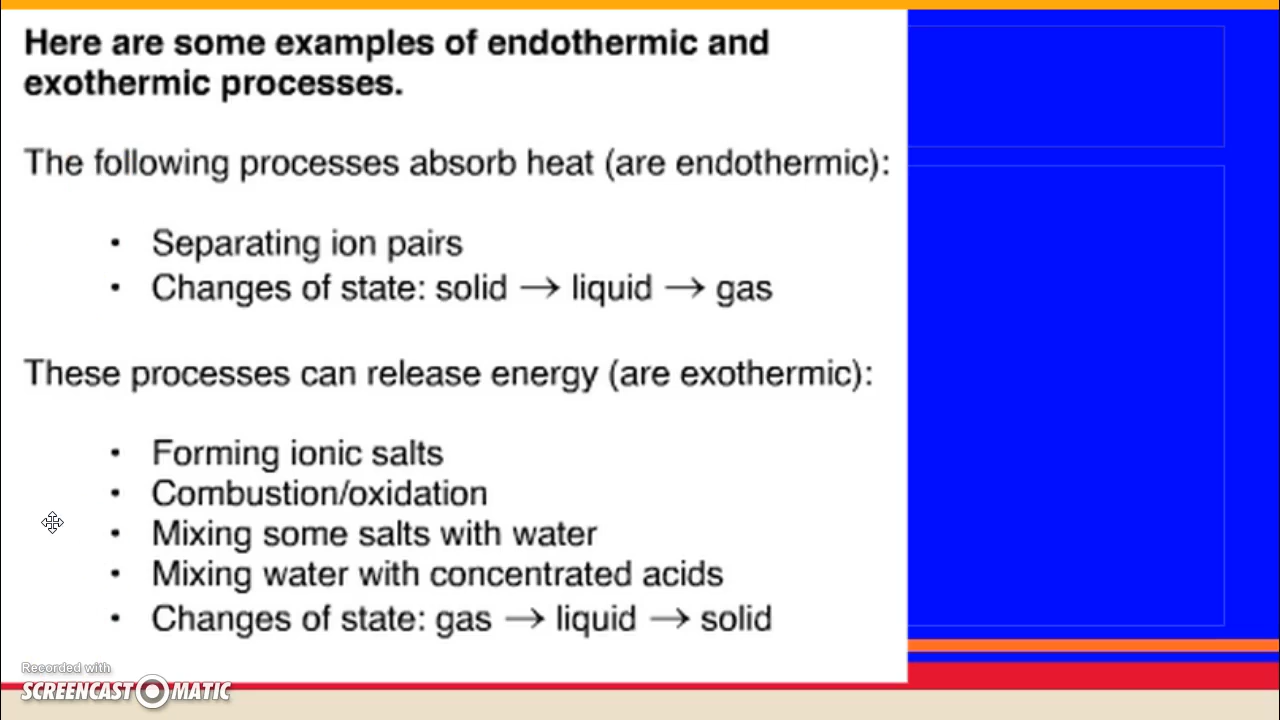 Here are some examples of endothermic and
exothermic processes.
The following processes absorb heat (are endothermic):
• Separating ion pairs
• Changes of state: solid → liquid → gas
These processes can release energy (are exothermic):
• Forming ionic salts
• Combustion/oxidation
• Mixing some salts with water
• Mixing water with concentrated acids
• Changes of state: gas → liquid → solid
Recorded with
SCREENCAST MATIC